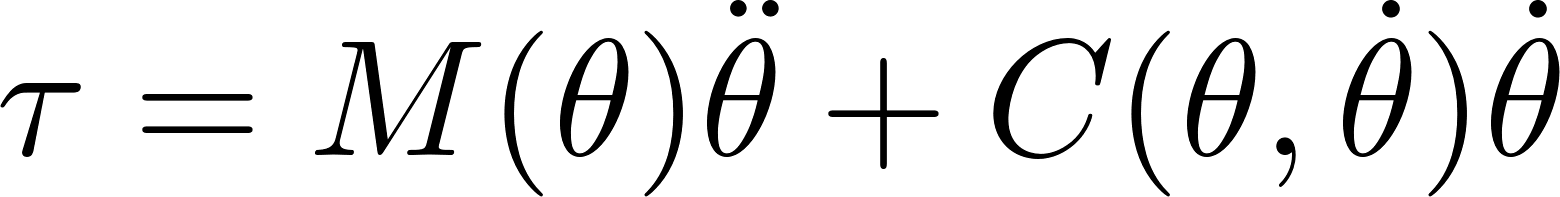 τ = M(θ)θ̈ + C(θ, θ̇)θ̇